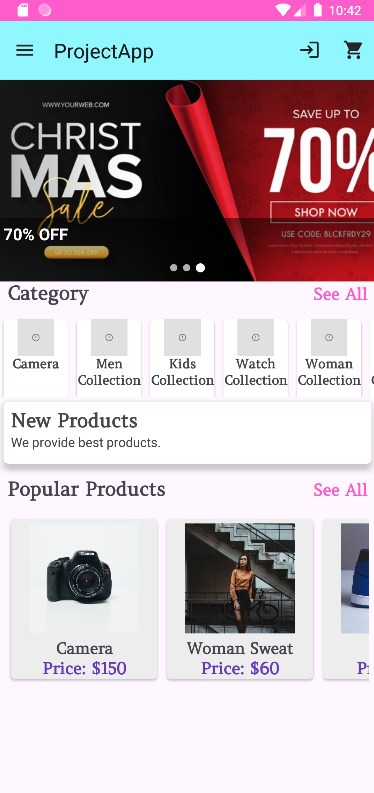 10:42
ProjectApp
WWW.YOURWEB.COM
CHRIST
MAS
Sale
UP TO 70% OFF
SAVE UP TO
70%
SHOP NOW
USE CODE: BLCKFRDY29
70% OFF
Category
See All
Camera
Men
Collection
Kids
Collection
Watch
Collection
Woman
Collection
New Products
We provide best products.
Popular Products
See All
Camera
Price: $150
Woman Sweat
Price: $60